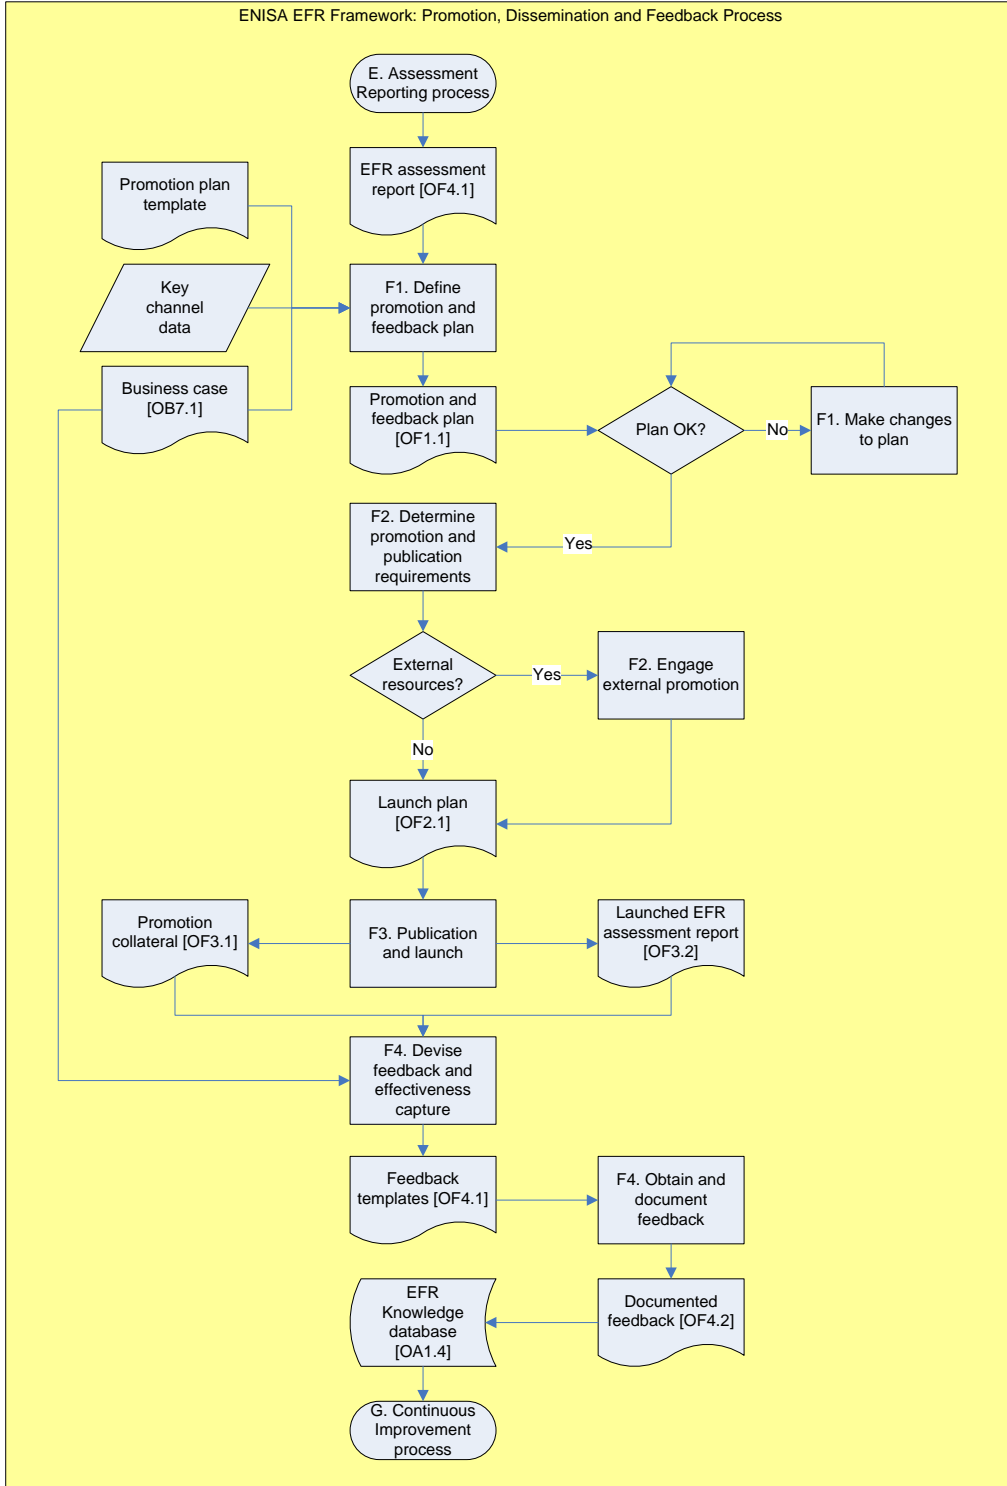 ENISA EFR Framework: Promotion, Dissemination and Feedback Process
E. Assessment
Reporting process
EFR assessment
report [OF4.1]
Promotion plan
template
Key
channel
data
F1. Define
promotion and
feedback plan
Business case
[OB7.1]
Promotion and
feedback plan
[OF1.1]
Plan OK?
No
F1. Make changes
to plan
F2. Determine
promotion and
publication
requirements
Yes
External
resources?
Yes
F2. Engage
external promotion
No
Launch plan
[OF2.1]
Promotion
collateral [OF3.1]
F3. Publication
and launch
Launched EFR
assessment report
[OF3.2]
F4. Devise
feedback and
effectiveness
capture
Feedback
templates [OF4.1]
F4. Obtain and
document
feedback
EFR
Knowledge
database
[OA1.4]
Documented
feedback [OF4.2]
G. Continuous
Improvement
process